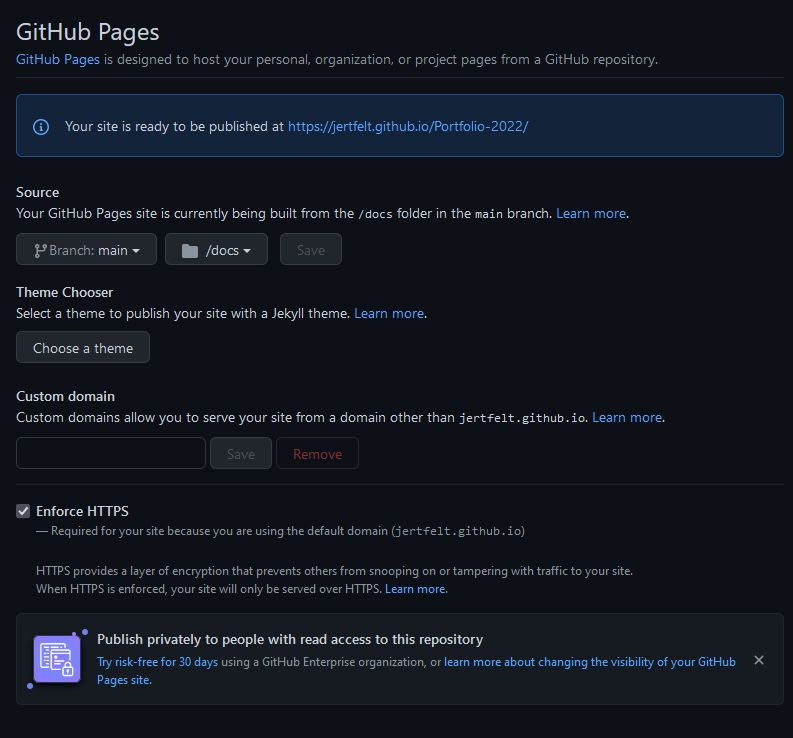 GitHub Pages
GitHub Pages is designed to host your personal, organization, or project pages from a GitHub repository.
Your site is ready to be published at https://jertfelt.github.io/Portfolio-2022/
Source
Your GitHub Pages site is currently being built from the /docs folder in the main branch. Learn more.
Branch: main /docs Save
Theme Chooser
Select a theme to publish your site with a Jekyll theme. Learn more.
Choose a theme
Custom domain
Custom domains allow you to serve your site from a domain other than jertfelt.github.io. Learn more.
Save Remove
Enforce HTTPS
— Required for your site because you are using the default domain (jertfelt.github.io)
HTTPS provides a layer of encryption that prevents others from snooping on or tampering with traffic to your site.
When HTTPS is enforced, your site will only be served over HTTPS. Learn more.
Publish privately to people with read access to this repository
Try risk-free for 30 days using a GitHub Enterprise organization, or learn more about changing the visibility of your GitHub
Pages site.